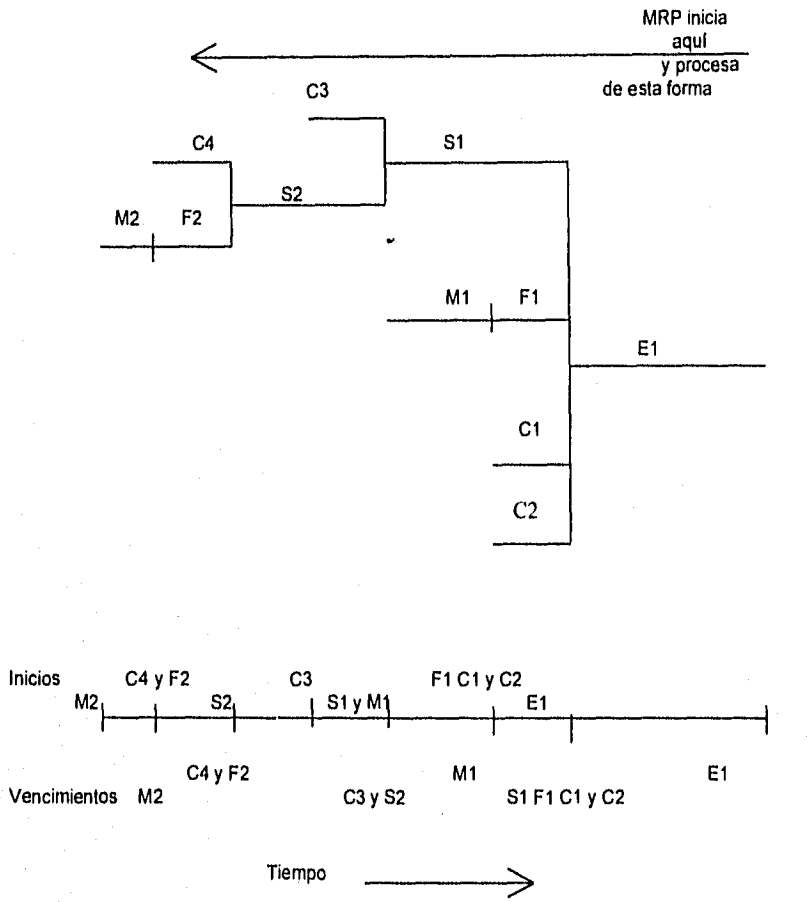 MRP inicia
aquí
y procesa
de esta forma
C3
C4
S1
S2
M2 F2
M1 F1
E1
C1
C2
Inicios C4 y F2 C3 F1 C1 y C2
M2 S2 S1 y M1 E1
C4 y F2 M1 E1
Vencimientos M2 C3 y S2 S1 F1 C1 y C2
Tiempo